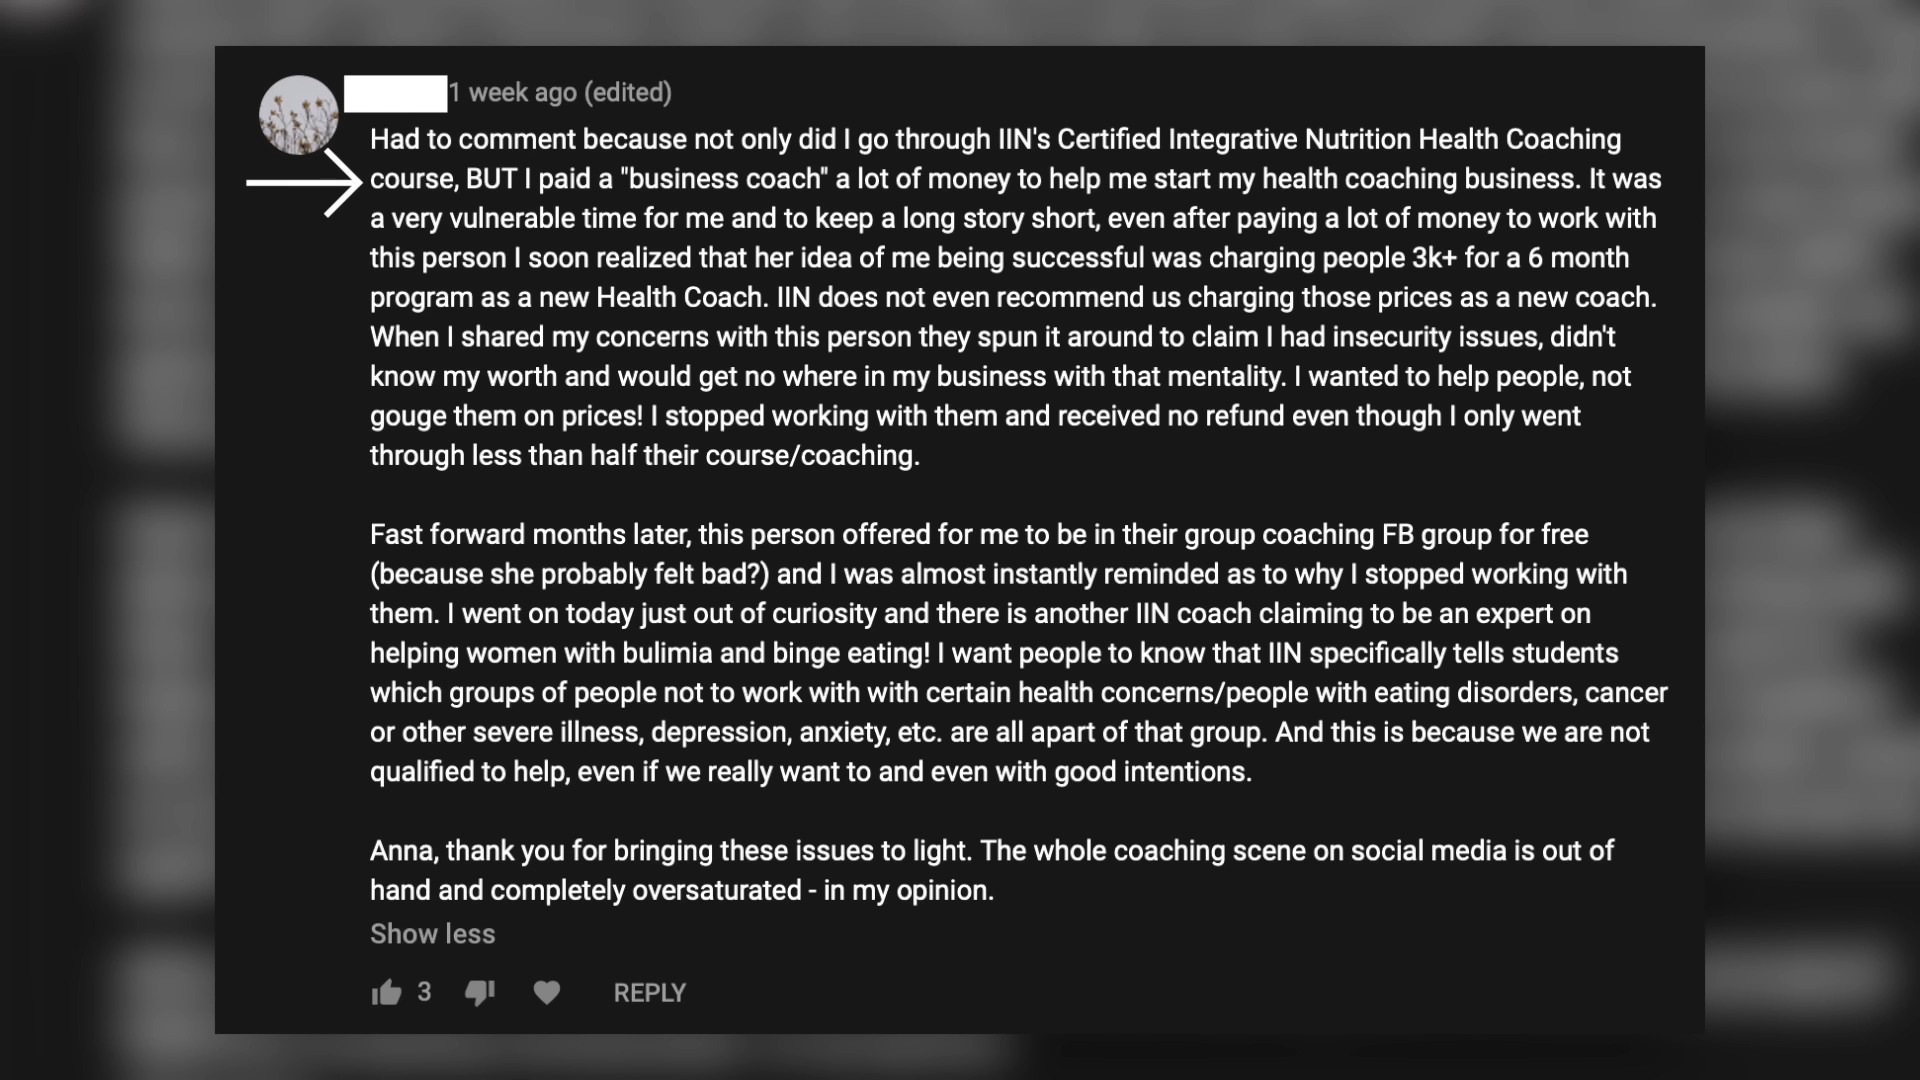 1 week ago (edited)
Had to comment because not only did I go through IIN's Certified Integrative Nutrition Health Coaching
course, BUT I paid a "business coach" a lot of money to help me start my health coaching business. It was
a very vulnerable time for me and to keep a long story short, even after paying a lot of money to work with
this person I soon realized that her idea of me being successful was charging people 3k+ for a 6 month
program as a new Health Coach. IIN does not even recommend us charging those prices as a new coach.
When I shared my concerns with this person they spun it around to claim I had insecurity issues, didn't
know my worth and would get no where in my business with that mentality. I wanted to help people, not
gouge them on prices! I stopped working with them and received no refund even though I only went
through less than half their course/coaching.
Fast forward months later, this person offered for me to be in their group coaching FB group for free
(because she probably felt bad?) and I was almost instantly reminded as to why I stopped working with
them. I went on today just out of curiosity and there is another IIN coach claiming to be an expert on
helping women with bulimia and binge eating! I want people to know that IIN specifically tells students
which groups of people not to work with with certain health concerns/people with eating disorders, cancer
or other severe illness, depression, anxiety, etc. are all apart of that group. And this is because we are not
qualified to help, even if we really want to and even with good intentions.
Anna, thank you for bringing these issues to light. The whole coaching scene on social media is out of
hand and completely oversaturated - in my opinion.
Show less
3 REPLY